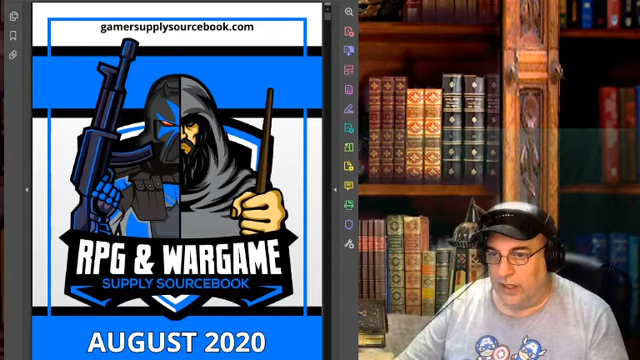 gamersupplysourcebook.com
RPG & WARGAME
SUPPLY SOURCEBOOK
AUGUST 2020